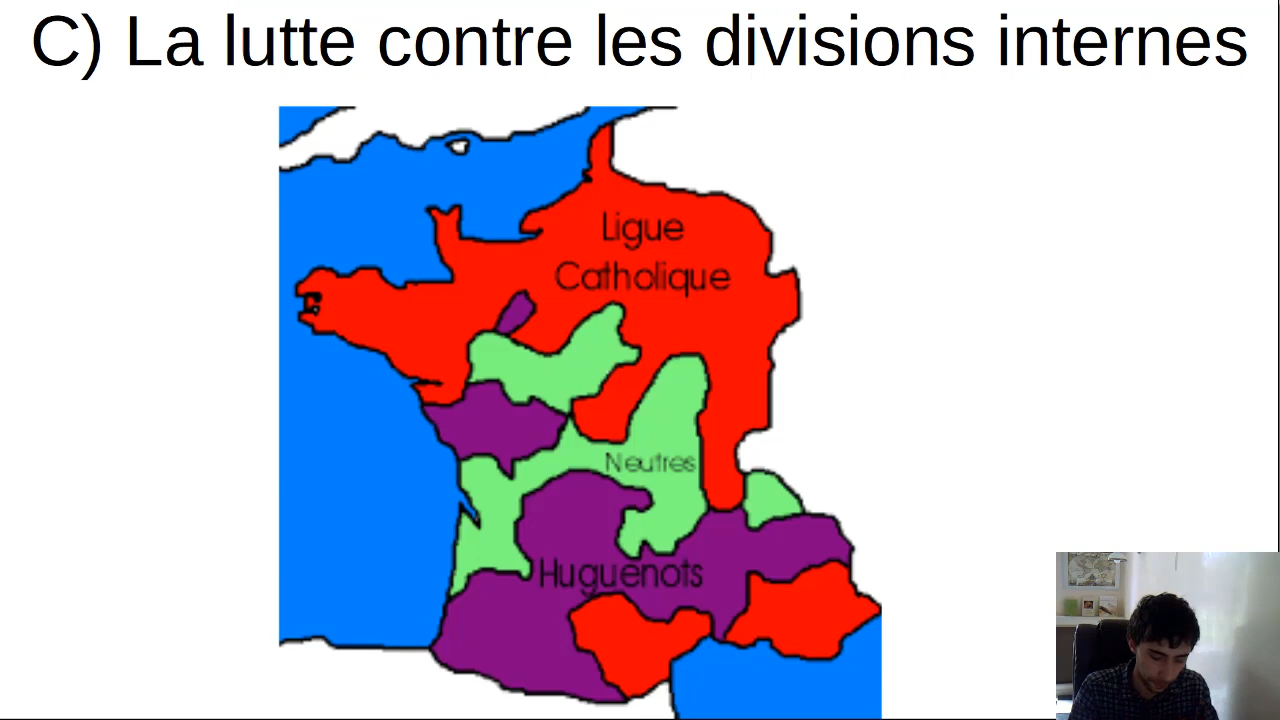 C) La lutte contre les divisions internes
Ligue
Catholique
Neutres
Huguenots